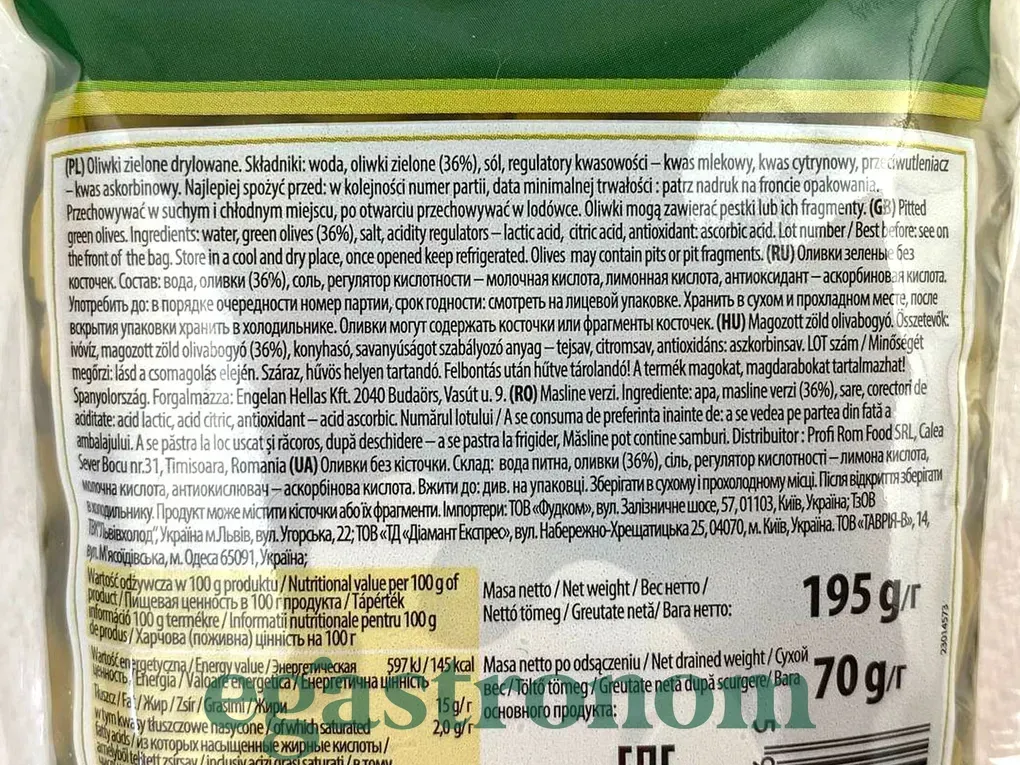 (PL) Oliwki zielone drylowane. Składniki: woda, oliwki zielone (36%), sól, regulatory kwasowości – kwas mlekowy, kwas cytrynowy, przeciwutleniacz
– kwas askorbinowy. Najlepiej spożyć przed: w kolejności numer partii, data minimalnej trwałości : patrz nadruk na froncie opakowania.
Przechowywać w suchym i chłodnym miejscu, po otwarciu przechowywać w lodówce. Oliwki mogą zawierać pestki lub ich fragmenty. (GB) Pitted
green olives. Ingredients: water, green olives (36%), salt, acidity regulators – lactic acid, citric acid, antioxidant: ascorbic acid. Lot number / Best before: see on
the front of the bag. Store in a cool and dry place, once opened keep refrigerated. Olives may contain pits or pit fragments. (RU) Оливки зеленые без
косточек. Состав: вода, оливки (36%), соль, регулятор кислотности – молочная кислота, лимонная кислота, антиоксидант – аскорбиновая кислота.
Употребить до: в порядке очередности номер партии, срок годности: смотреть на лицевой упаковке. Хранить в сухом и прохладном месте, после
вскрытия упаковки хранить в холодильнике. Оливки могут содержать косточки или фрагменты косточек. (HU) Magozott zöld olivabogyó. Összetevők:
ivóvíz, magozott zöld olivabogyó (36%), konyhasó, savanyúságot szabályozó anyag – tejsav, citromsav, antioxidáns: aszkorbinsav. LOT szám / Minőségét
megőrzi: lásd a csomagolás elején. Száraz, hűvös helyen tartandó. Felbontás után hűtve tárolandó! A termék magokat, magdarabokat tartalmazhat!
Spanyolország. Forgalmazza: Engelan Hellas Kft. 2040 Budaörs, Vasút u. 9. (RO) Masline verzi. Ingrediente: apa, masline verzi (36%), sare, corectori de
aciditate: acid lactic, acid citric, antioxidant – acid ascorbic. Numărul lotului / A se consuma de preferinta inainte de: a se vedea pe partea din fată a
ambalajului. A se păstra la loc uscat și răcoros, după deschidere – a se pastra la frigider, Măsline pot contine samburi. Distribuitor : Profi Rom Food SRL, Calea
Sever Bocu nr.31, Timisoara, Romania (UA) Оливки без кісточки. Склад: вода питна, оливки (36%), сіль, регулятор кислотності – лимона кислота,
молочна кислота, антиокислювач – аскорбінова кислота. Вжити до: див. на упаковці. Зберігати в сухому і прохолодному місці. Після відкриття зберігати
в холодильнику. Продукт може містити кісточки або їх фрагменти. Імпортери: ТОВ «Фудком», вул. Залізничне шосе, 57, 01103, Київ, Україна; ТзОВ
ТВК"Львівхолод", Україна м.Львів, вул. Угорська, 22; ТОВ «ТД «Діамант Експрес», вул. Набережно-Хрещатицька 25, 04070, м. Київ, Україна. ТОВ «ТАВРІЯ-В», 14,
вул.М'ясоїдівська, м. Одеса 65091, Україна;
Wartość odżywcza w 100 g produktu / Nutritional value per 100 g of
product / Пищевая ценность в 100 г продукта / Tápérték
információ 100 g termékre / Informatii nutritionale pentru 100 g
de produs / Харчова (поживна) цінність на 100 г
Masa netto / Net weight / Вес нетто /
Nettó tömeg / Greutate netă / Вага нетто:
195 g/г
23014573
Wartość energetyczna / Energy value / Энергетическая 597 kJ / 145 kcal
ценность / Energia / Valoare energetica / Енергетична цінність
Tłuszcz / Fat / Жир / Zsír / Grasimi / Жири 15 g/г
w tym kwasy tłuszczowe nasycone / of which saturated 2,0 g/г
fatty acids / из которых насыщенные жирные кислоты /
amelyből telített zsírsav / inclusiv acizi grasi saturati / в тому
Masa netto po odsączeniu / Net drained weight / Сухой
вес / Töltő tömeg / Greutate netă după scurgere / Вага
основного продукта:
70 g/г
egastronom